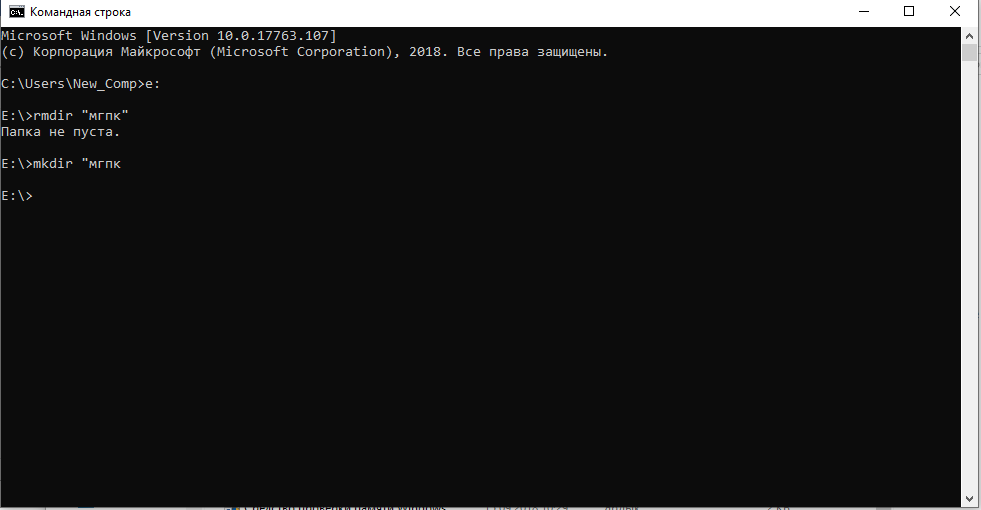 Командная строка
Microsoft Windows [Version 10.0.17763.107]
(c) Корпорация Майкрософт (Microsoft Corporation), 2018. Все права защищены.
C:\Users\New_Comp>e:
E:\>rmdir "мгпк"
Папка не пуста.
E:\>mkdir "мгпк
E:\>